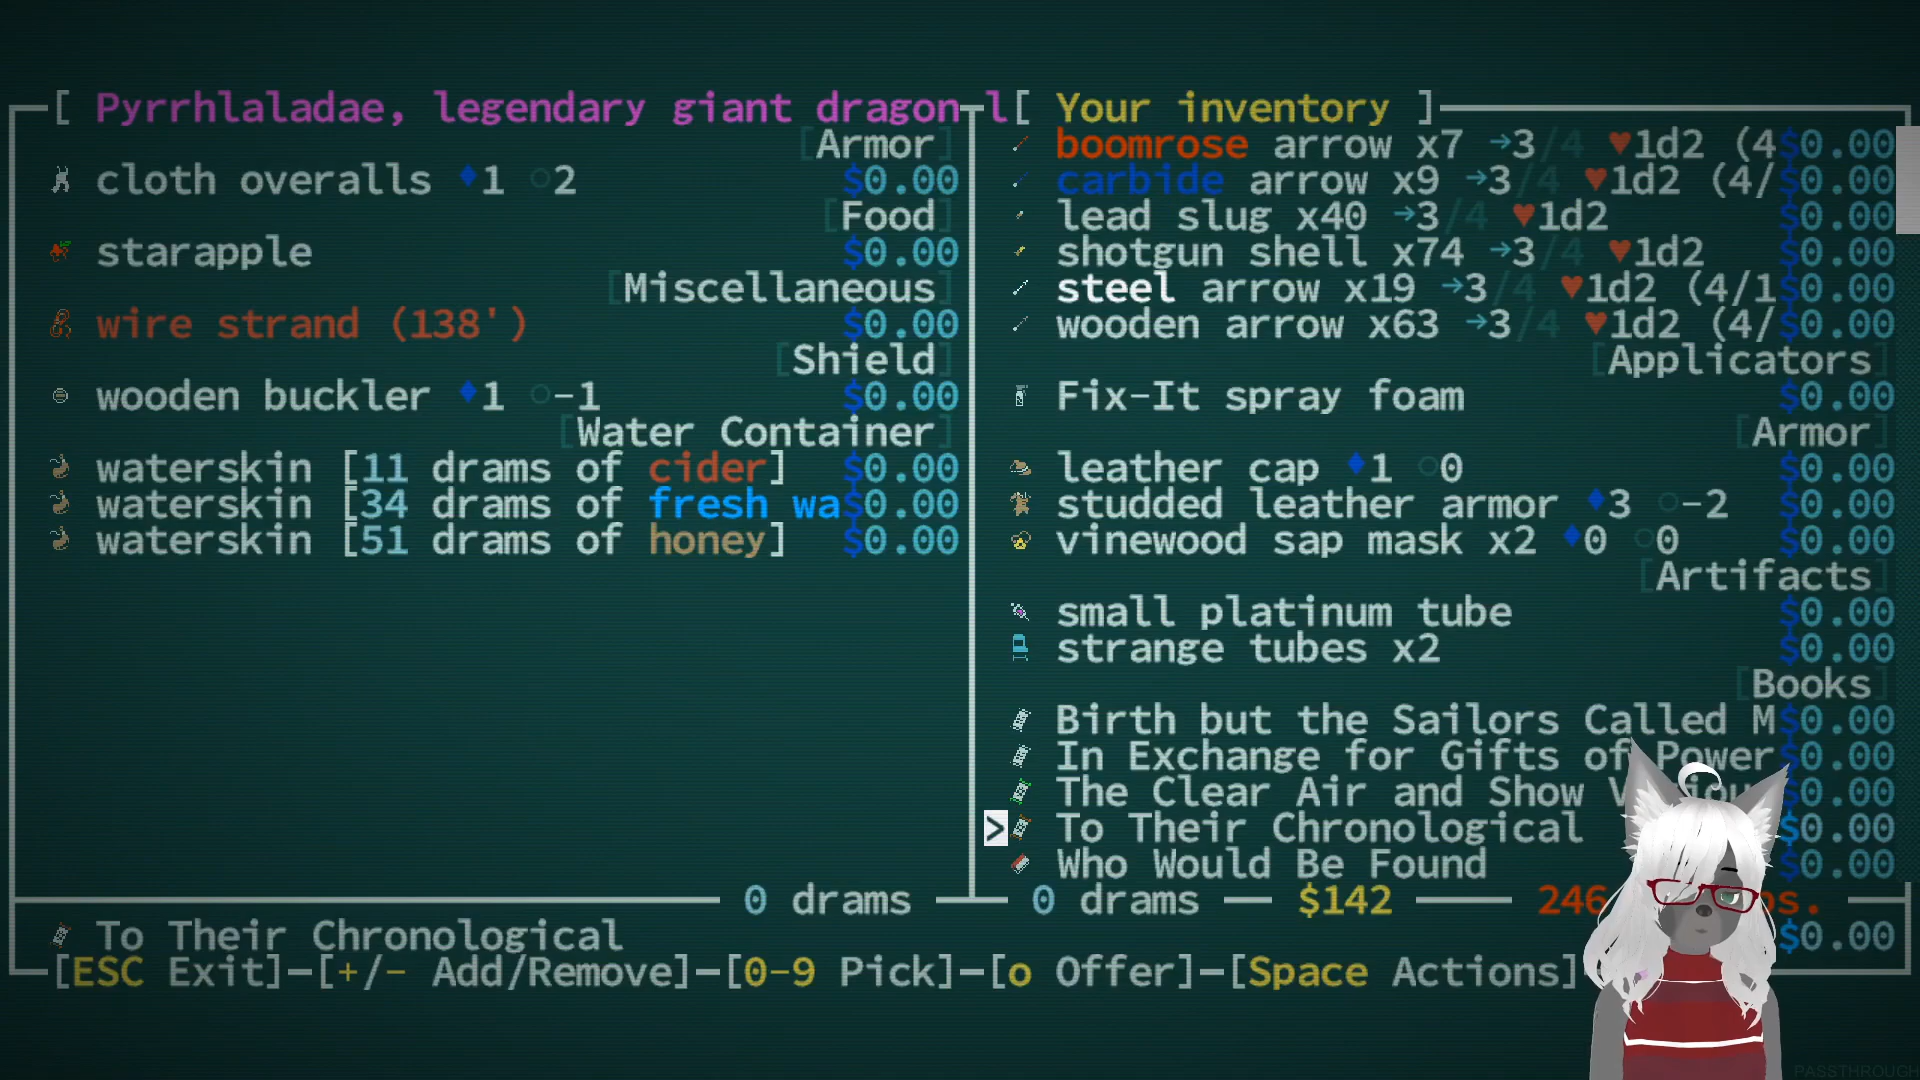 [ Pyrrhlaladae, legendary giant dragon l
[Armor]
cloth overalls ♦1 ○2 $0.00
[Food]
starapple $0.00
[Miscellaneous]
wire strand (138') $0.00
[Shield]
wooden buckler ♦1 ○-1 $0.00
[Water Container]
waterskin [11 drams of cider] $0.00
waterskin [34 drams of fresh wa $0.00
waterskin [51 drams of honey] $0.00
0 drams
[ Your inventory ]
boomrose arrow x7 →3/4 ♥1d2 (4 $0.00
carbide arrow x9 →3/4 ♥1d2 (4/ $0.00
lead slug x40 →3/4 ♥1d2 $0.00
shotgun shell x74 →3/4 ♥1d2 $0.00
steel arrow x19 →3/4 ♥1d2 (4/1 $0.00
wooden arrow x63 →3/4 ♥1d2 (4/ $0.00
[Applicators]
Fix-It spray foam $0.00
[Armor]
leather cap ♦1 ○0 $0.00
studded leather armor ♦3 ○-2 $0.00
vinewood sap mask x2 ♦0 ○0 $0.00
[Artifacts]
small platinum tube $0.00
strange tubes x2 $0.00
[Books]
Birth but the Sailors Called M $0.00
In Exchange for Gifts of Power $0.00
The Clear Air and Show $0.00
> To Their Chronological $0.00
Who Would Be Found $0.00
0 drams $142 246
To Their Chronological $0.00
[ESC Exit]-[+/- Add/Remove]-[0-9 Pick]-[o Offer]-[Space Actions]
PASSTHROUGH